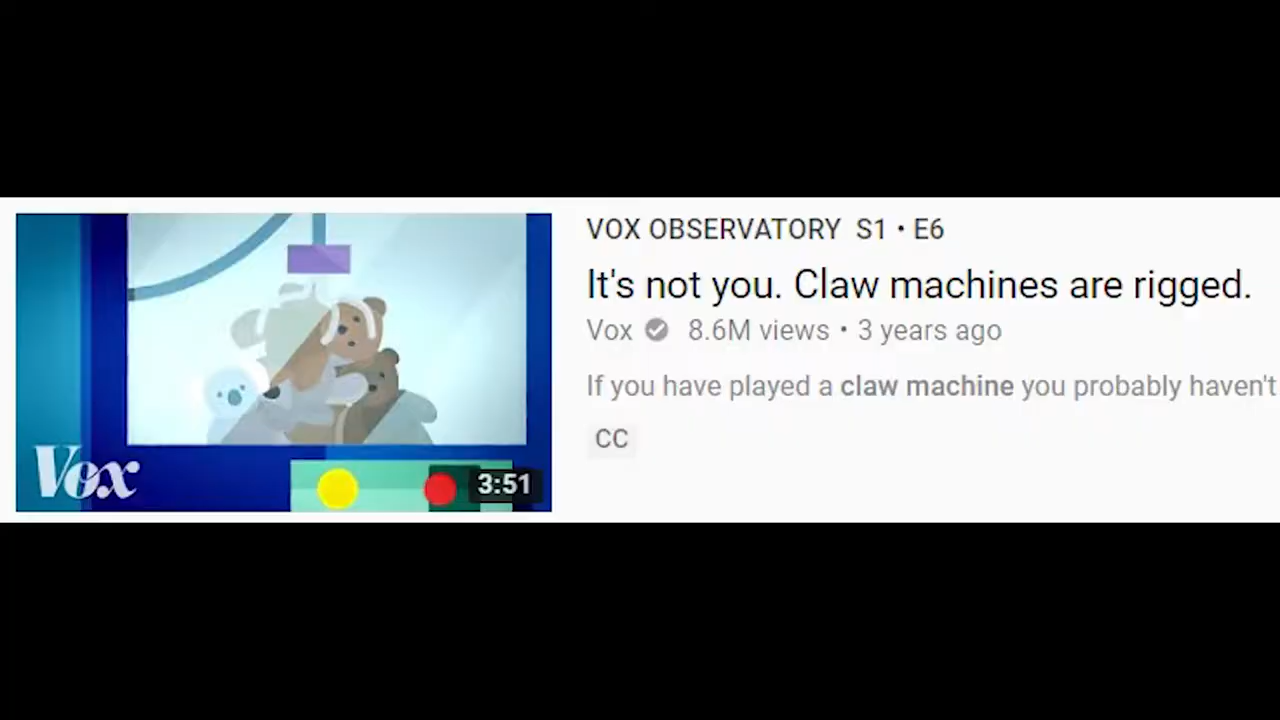 Vox
3:51
VOX OBSERVATORY S1 • E6
It's not you. Claw machines are rigged.
Vox 8.6M views • 3 years ago
If you have played a claw machine you probably haven't
CC